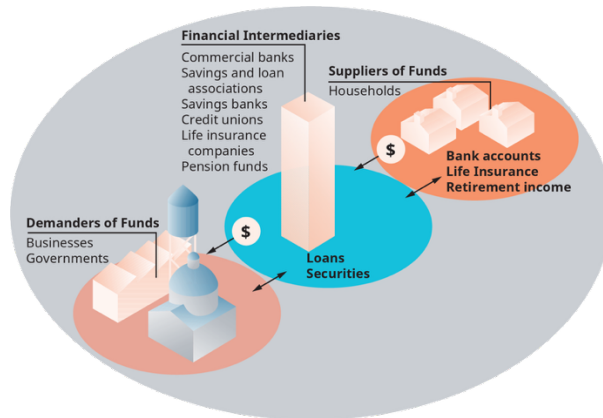 Financial Intermediaries
Commercial banks
Savings and loan
associations
Savings banks
Credit unions
Life insurance
companies
Pension funds
Suppliers of Funds
Households
$
Bank accounts
Life Insurance
Retirement income
Demanders of Funds
Businesses
Governments
$
Loans
Securities